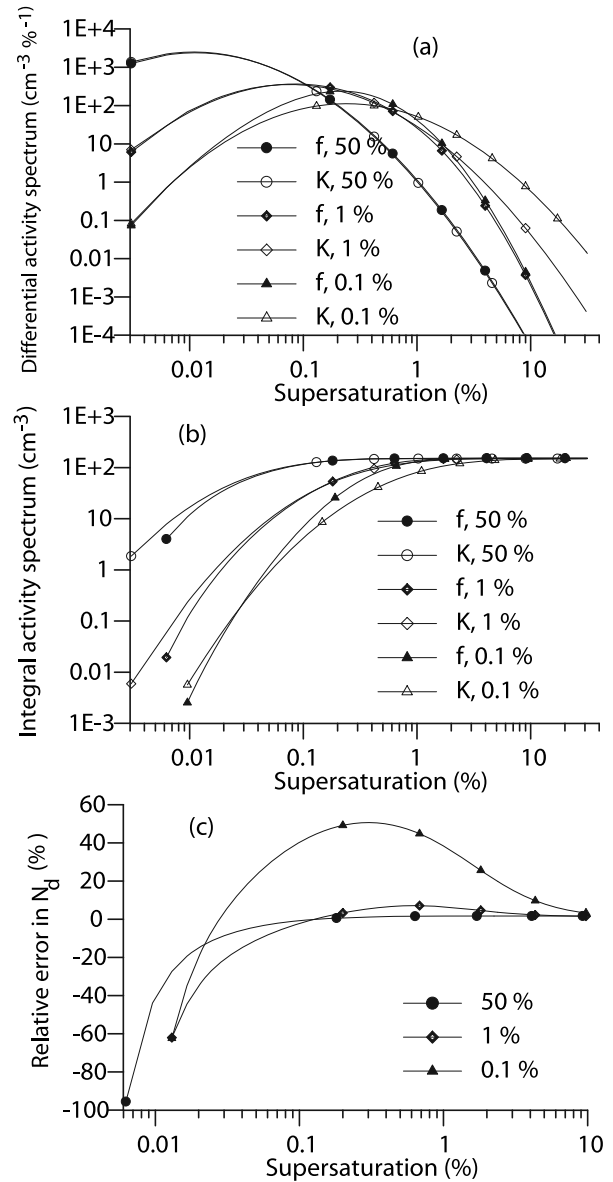 Differential activity spectrum (cm-3 %-1)
1E+4
1E+3
1E+2
10
1
0.1
0.01
1E-3
1E-4
(a)
f, 50 %
K, 50 %
f, 1 %
K, 1 %
f, 0.1 %
K, 0.1 %
0.01 0.1 1 10
Supersaturation (%)
Integral activity spectrum (cm-3)
1E+3
1E+2
10
1
0.1
0.01
1E-3
(b)
f, 50 %
K, 50 %
f, 1 %
K, 1 %
f, 0.1 %
K, 0.1 %
0.01 0.1 1 10
Supersaturation (%)
Relative error in Nd (%)
60
40
20
0
-20
-40
-60
-80
-100
(c)
50 %
1 %
0.1 %
0.01 0.1 1 10
Supersaturation (%)